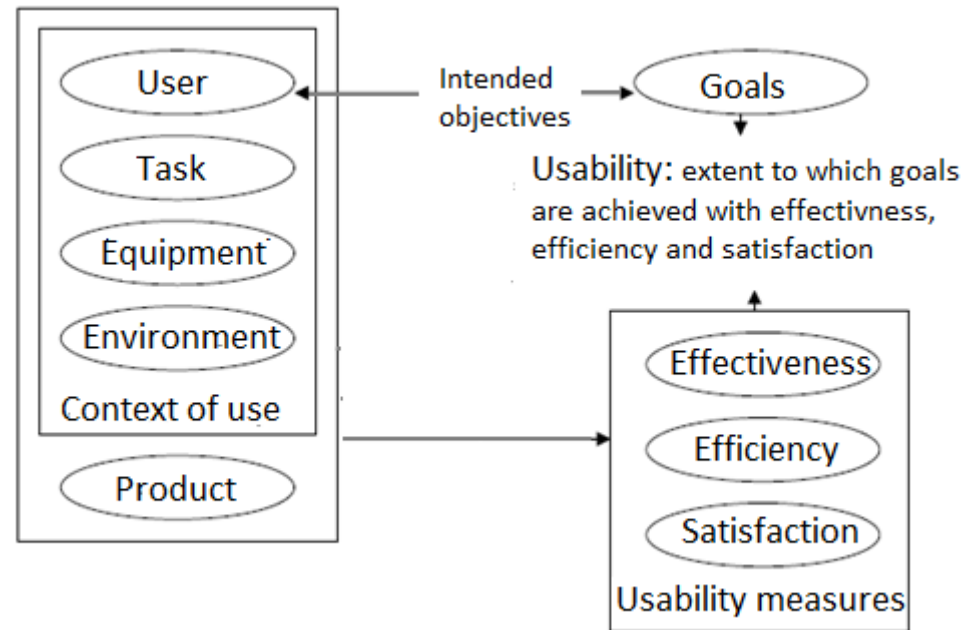 User
Task
Equipment
Environment
Context of use
Product
Intended
objectives
Goals
Usability: extent to which goals
are achieved with effectivness,
efficiency and satisfaction
Effectiveness
Efficiency
Satisfaction
Usability measures